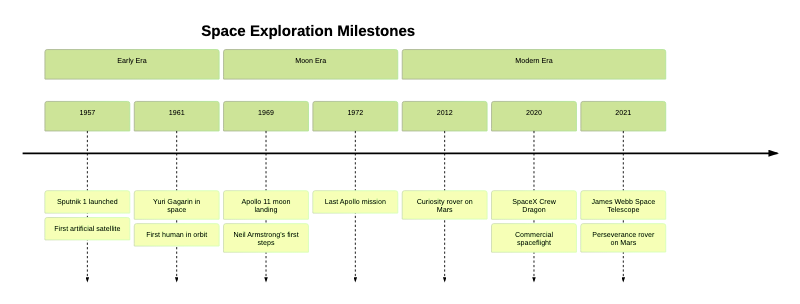 Space Exploration Milestones
Early Era
Moon Era
Modern Era
1957
1961
1969
1972
2012
2020
2021
Sputnik 1 launched
First artificial satellite
Yuri Gagarin in
space
First human in orbit
Apollo 11 moon
landing
Neil Armstrong's first
steps
Last Apollo mission
Curiosity rover on
Mars
SpaceX Crew
Dragon
Commercial
spaceflight
James Webb Space
Telescope
Perseverance rover
on Mars